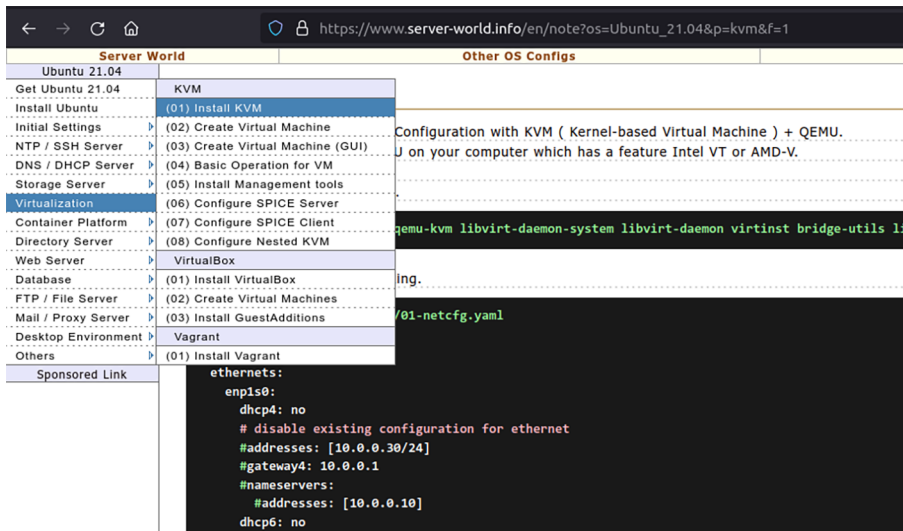 https://www.server-world.info/en/note?os=Ubuntu_21.04&p=kvm&f=1
Server World
Other OS Configs
Ubuntu 21.04
Get Ubuntu 21.04
Install Ubuntu
Initial Settings
NTP / SSH Server
DNS / DHCP Server
Storage Server
Virtualization
Container Platform
Directory Server
Web Server
Database
FTP / File Server
Mail / Proxy Server
Desktop Environment
Others
Sponsored Link
KVM
(01) Install KVM
(02) Create Virtual Machine
(03) Create Virtual Machine (GUI)
(04) Basic Operation for VM
(05) Install Management tools
(06) Configure SPICE Server
(07) Configure SPICE Client
(08) Configure Nested KVM
VirtualBox
(01) Install VirtualBox
(02) Create Virtual Machines
(03) Install GuestAdditions
Vagrant
(01) Install Vagrant
Configuration with KVM ( Kernel-based Virtual Machine ) + QEMU.
U on your computer which has a feature Intel VT or AMD-V.
.
qemu-kvm libvirt-daemon-system libvirt-daemon virtinst bridge-utils
ing.
/01-netcfg.yaml
ethernets:
enp1s0:
dhcp4: no
# disable existing configuration for ethernet
#addresses: [10.0.0.30/24]
#gateway4: 10.0.0.1
#nameservers:
#addresses: [10.0.0.10]
dhcp6: no